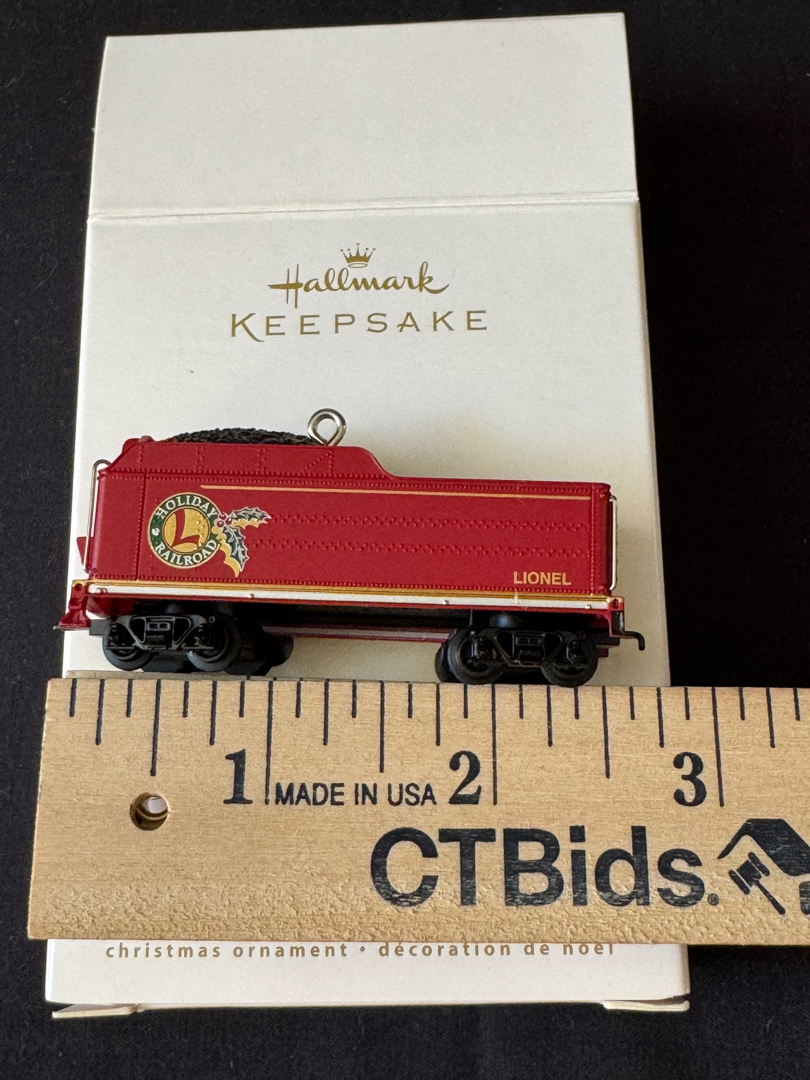 Hallmark
KEEPSAKE
HOLIDAY
L
RAILROAD
LIONEL
1 2 3
MADE IN USA
CTBids.
christmas ornament • décoration de noël